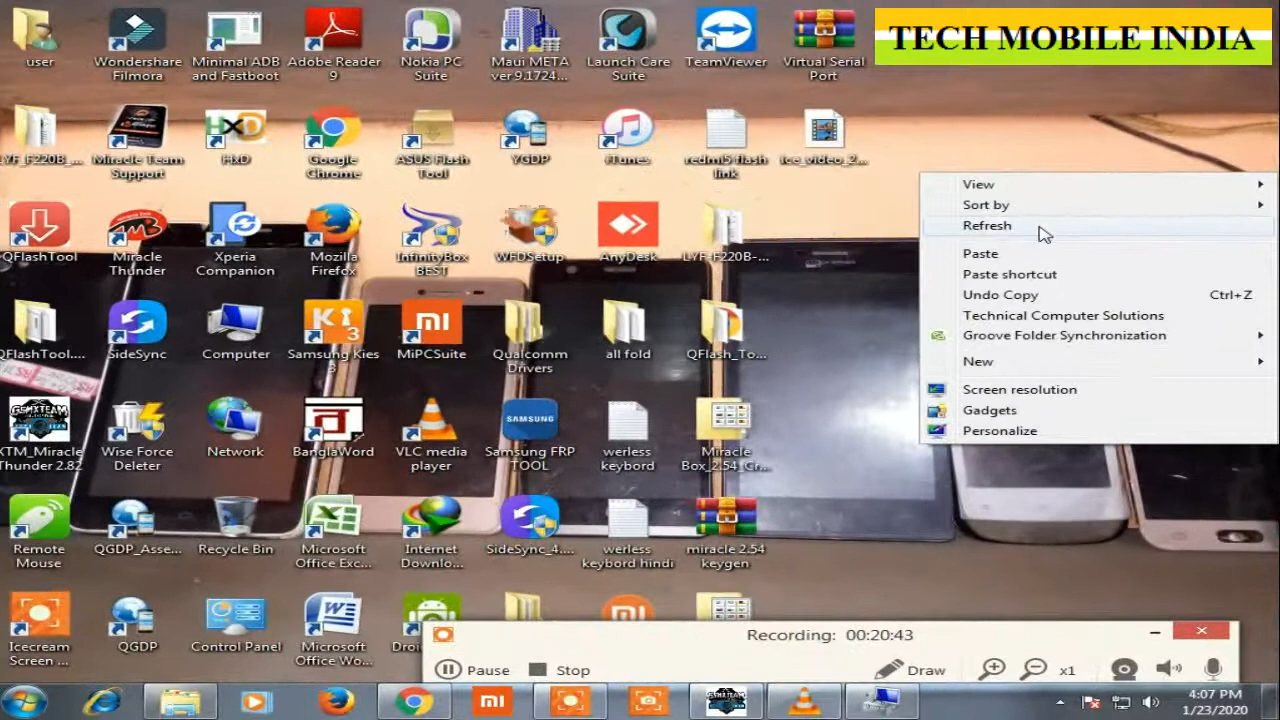 TECH MOBILE INDIA
user
Wondershare
Filmora
Minimal ADB
and Fastboot
Adobe Reader
9
Nokia PC
Suite
Maui META
ver 9.1724...
Launch Care
Suite
TeamViewer
Virtual Serial
Port
LYF_F220B_...
Miracle Team
Support
HxD
Google
Chrome
ASUS Flash
Tool
YGDP
iTunes
redmi5 flash
link
ice_video_2...
QFlashTool
Miracle
Thunder
Xperia
Companion
Mozilla
Firefox
InfinityBox
BEST
WFDSetup
AnyDesk
LYF-F220B-...
QFlashTool....
SideSync
Computer
Samsung Kies
3
MiPCSuite
Qualcomm
Drivers
all fold
QFlash_To...
XTM_Miracle
Thunder 2.82
Wise Force
Deleter
Network
BanglaWord
VLC media
player
SAMSUNG
Samsung FRP
TOOL
werless
keybord
Miracle
Box_2.54_Cr...
Remote
Mouse
QGDP_Asse...
Recycle Bin
Microsoft
Office Exc...
Internet
Downlo...
SideSync_4....
werless
keybord hindi
miracle 2.54
keygen
Icecream
Screen ...
QGDP
Control Panel
Microsoft
Office Wo...
View
Sort by
Refresh
Paste
Paste shortcut
Undo Copy Ctrl+Z
Technical Computer Solutions
Groove Folder Synchronization
New
Screen resolution
Gadgets
Personalize
Recording: 00:20:43
Pause Stop Draw x1
4:07 PM
1/23/2020